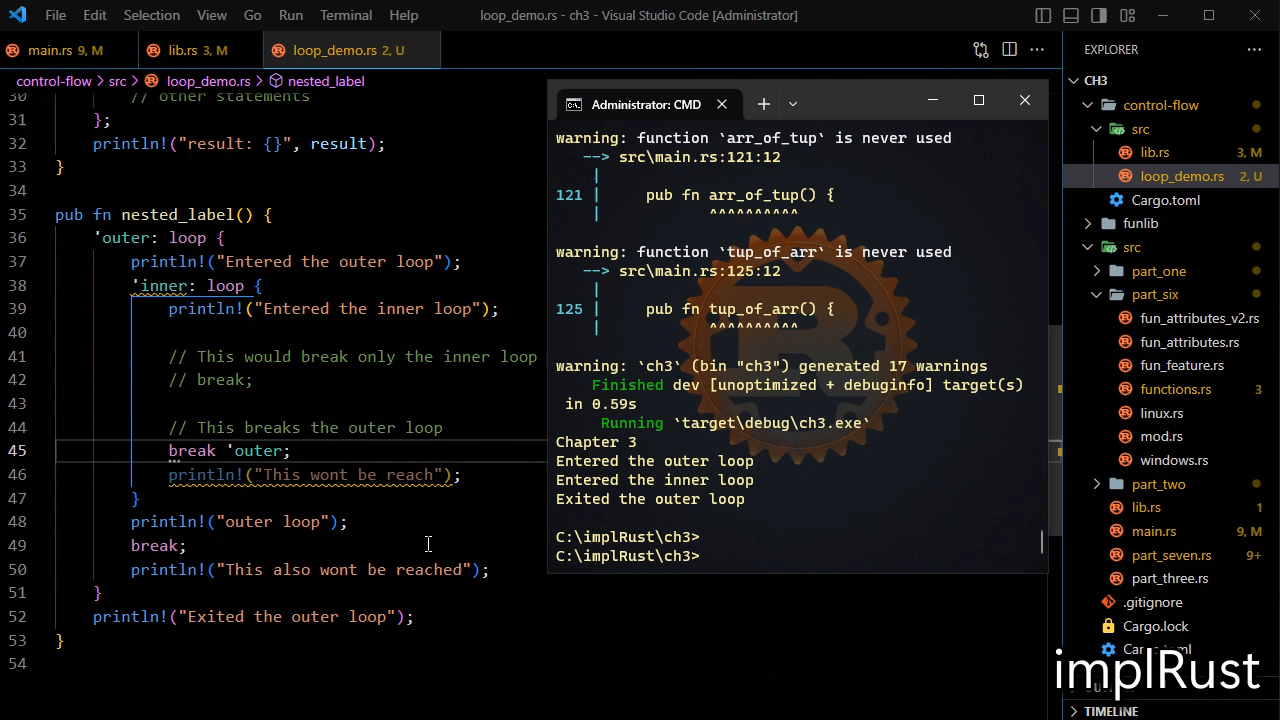 File Edit Selection View Go Run Terminal Help loop_demo.rs - ch3 - Visual Studio Code [Administrator]
main.rs 9, M lib.rs 3, M loop_demo.rs 2, U
control-flow > src > loop_demo.rs > nested_label
30 // other statements
31 };
32 println!("result: {}", result);
33 }
34
35 pub fn nested_label() {
36 'outer: loop {
37 println!("Entered the outer loop");
38 'inner: loop {
39 println!("Entered the inner loop");
40
41 // This would break only the inner loop
42 // break;
43
44 // This breaks the outer loop
45 break 'outer;
46 println!("This wont be reach");
47 }
48 println!("outer loop");
49 break;
50 println!("This also wont be reached");
51 }
52 println!("Exited the outer loop");
53 }
54
Administrator: CMD
warning: function `arr_of_tup` is never used
--> src\main.rs:121:12
|
121 | pub fn arr_of_tup() {
| ^^^^^^^^^^
warning: function `tup_of_arr` is never used
--> src\main.rs:125:12
|
125 | pub fn tup_of_arr() {
| ^^^^^^^^^^
warning: `ch3` (bin "ch3") generated 17 warnings
Finished dev [unoptimized + debuginfo] target(s)
in 0.59s
Running `target\debug\ch3.exe`
Chapter 3
Entered the outer loop
Entered the inner loop
Exited the outer loop
C:\implRust\ch3>
C:\implRust\ch3>
EXPLORER
CH3
control-flow
src
lib.rs 3, M
loop_demo.rs 2, U
Cargo.toml
funlib
src
part_one
part_six
fun_attributes_v2.rs
fun_attributes.rs
fun_feature.rs
functions.rs 3
linux.rs
mod.rs
windows.rs
part_two
lib.rs 1
main.rs 9, M
part_seven.rs 9+
part_three.rs
.gitignore
Cargo.lock
implRust
TIMELINE